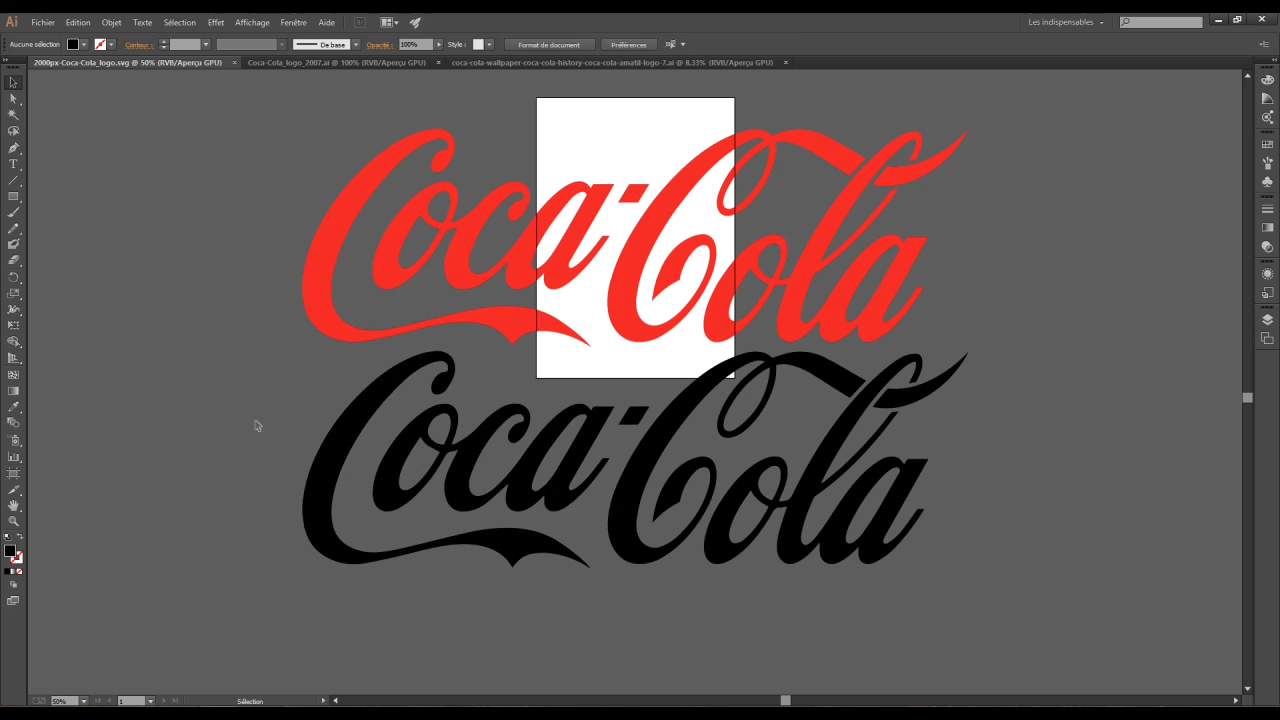 Ai Fichier Edition Objet Texte Sélection Effet Affichage Fenêtre Aide Br Les indispensables
Aucune sélection Contour : De base Opacité : 100% Style : Format de document Préférences
2000px-Coca-Cola_logo.svg @ 50% (RVB/Aperçu GPU) × Coca-Cola_logo_2007.ai @ 100% (RVB/Aperçu GPU) × coca-cola-wallpaper-coca-cola-history-coca-cola-amatil-logo-7.ai @ 8,33% (RVB/Aperçu GPU) ×
Coca-Cola
Coca-Cola
50% 1 Sélection